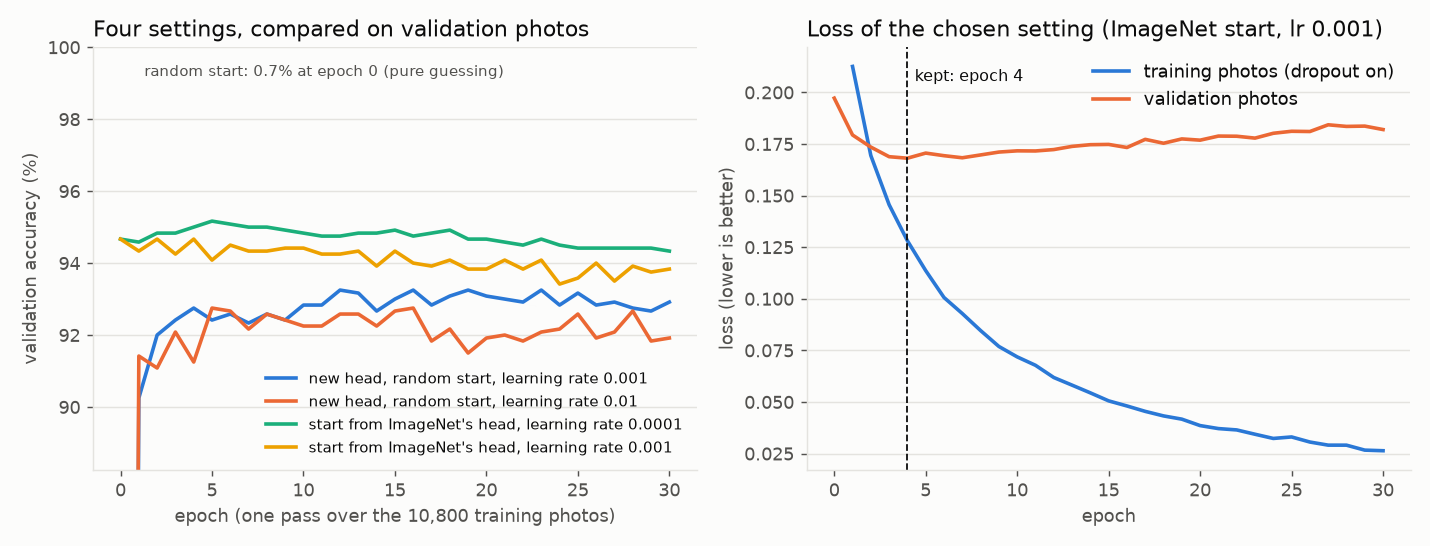 Four settings, compared on validation photos
random start: 0.7% at epoch 0 (pure guessing)
validation accuracy (%)
100
98
96
94
92
90
new head, random start, learning rate 0.001
new head, random start, learning rate 0.01
start from ImageNet's head, learning rate 0.0001
start from ImageNet's head, learning rate 0.001
0 5 10 15 20 25 30
epoch (one pass over the 10,800 training photos)
Loss of the chosen setting (ImageNet start, lr 0.001)
kept: epoch 4
training photos (dropout on)
validation photos
loss (lower is better)
0.200
0.175
0.150
0.125
0.100
0.075
0.050
0.025
0 5 10 15 20 25 30
epoch